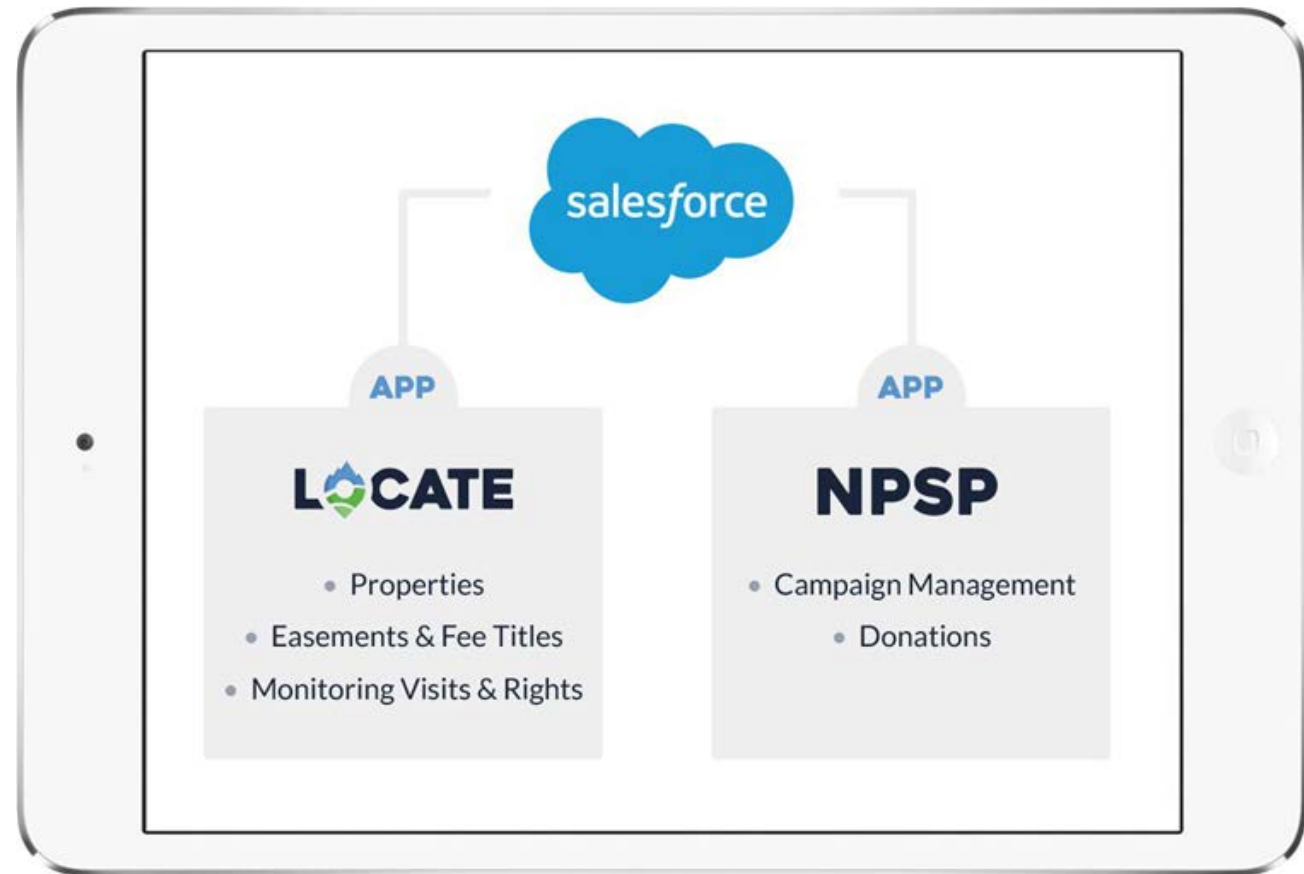 salesforce
APP
LOCATE
• Properties
• Easements & Fee Titles
• Monitoring Visits & Rights
APP
NPSP
• Campaign Management
• Donations